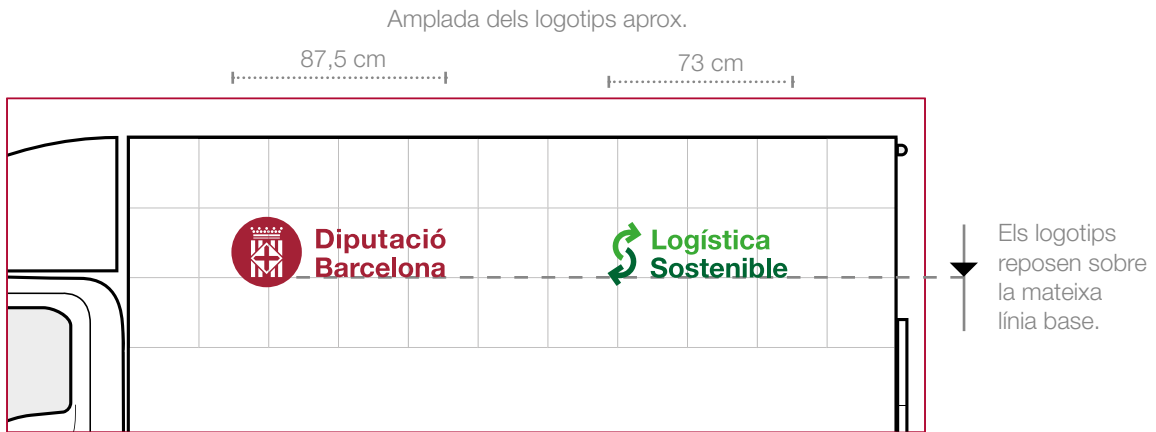 Amplada dels logotips aprox.
87,5 cm
73 cm
Diputació
Barcelona
Logística
Sostenible
Els logotips
reposen sobre
la mateixa
línia base.